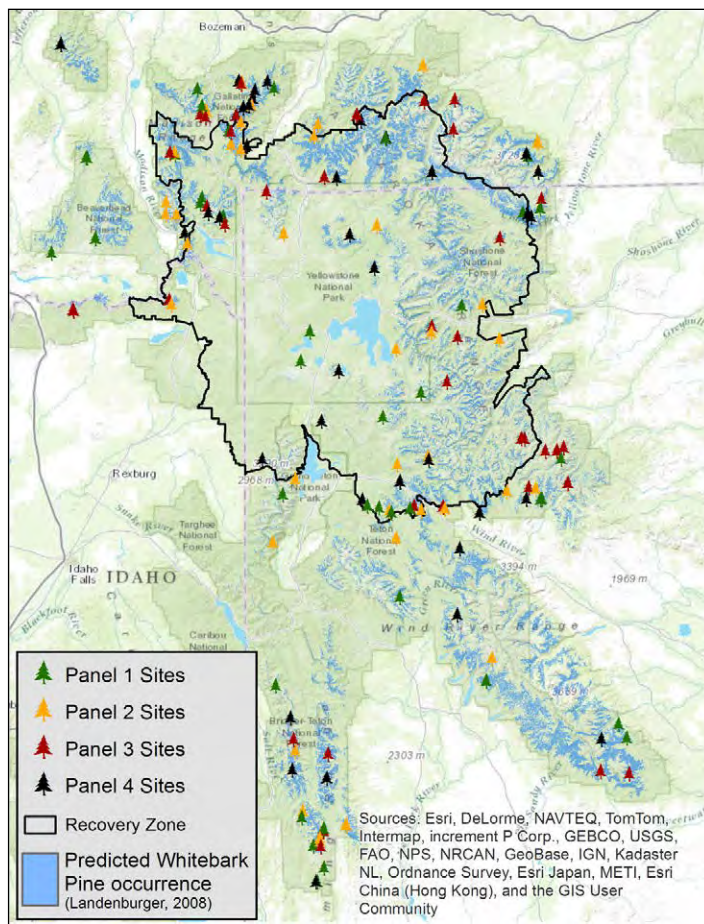 Bozeman
Gallatin
National
Forest
Madison River
Beaverhead
National
Forest
Yellowstone River
Shoshone
River
Greybull
Shoshone
National
Forest
Yellowstone
National
Park
Rexburg
2968 m
National
Park
Snake River
Targhee
National
Forest
Teton
National
Forest
Wind River
Idaho
Falls
IDAHO
3394 m
1969 m
Blackfoot
River
Green River
Wind River Range
Caribou
National
Panel 1 Sites
Panel 2 Sites
Panel 3 Sites
Panel 4 Sites
Recovery Zone
Predicted Whitebark
Pine occurrence
(Landenburger, 2008)
National
Forest
Salt River
2303 m
Sources: Esri, DeLorme, NAVTEQ, TomTom,
Intermap, increment P Corp., GEBCO, USGS,
FAO, NPS, NRCAN, GeoBase, IGN, Kadaster
NL, Ordnance Survey, Esri Japan, METI, Esri
China (Hong Kong), and the GIS User
Community